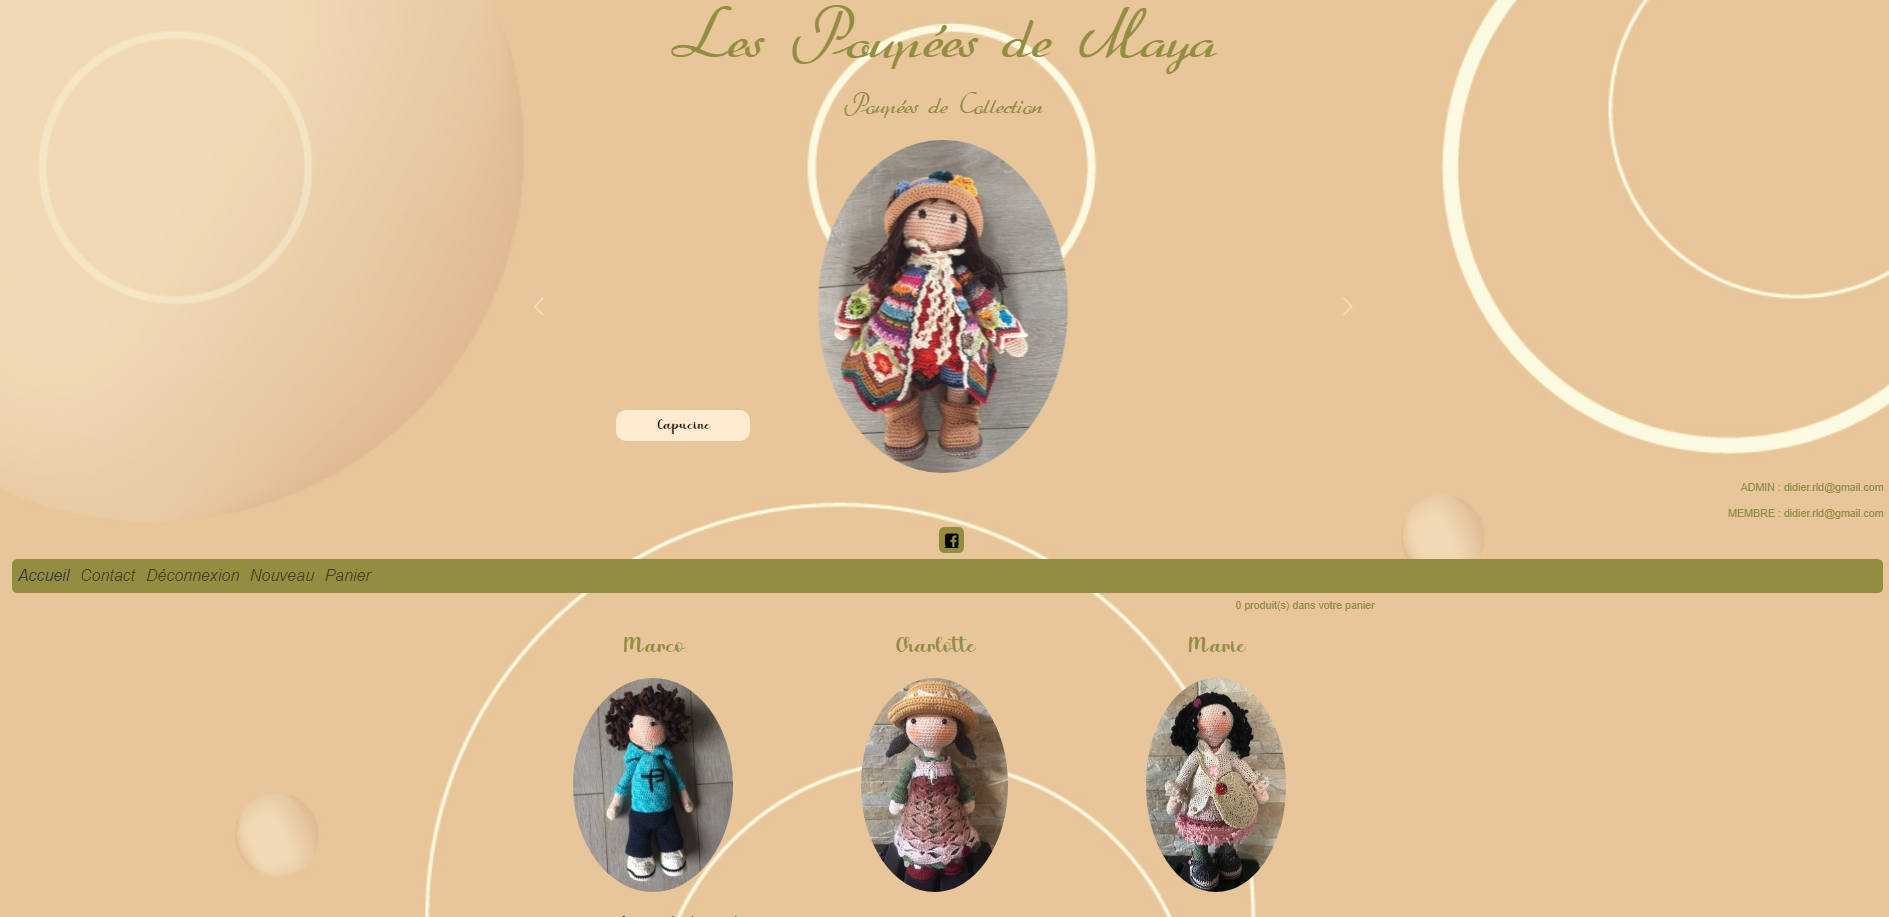 Les Poupées de Maya
Poupées de Collection
Capucine
ADMIN : didier.rld@gmail.com
MEMBRE : didier.rld@gmail.com
Accueil Contact Déconnexion Nouveau Panier
0 produit(s) dans votre panier
Marco Charlotte Marie